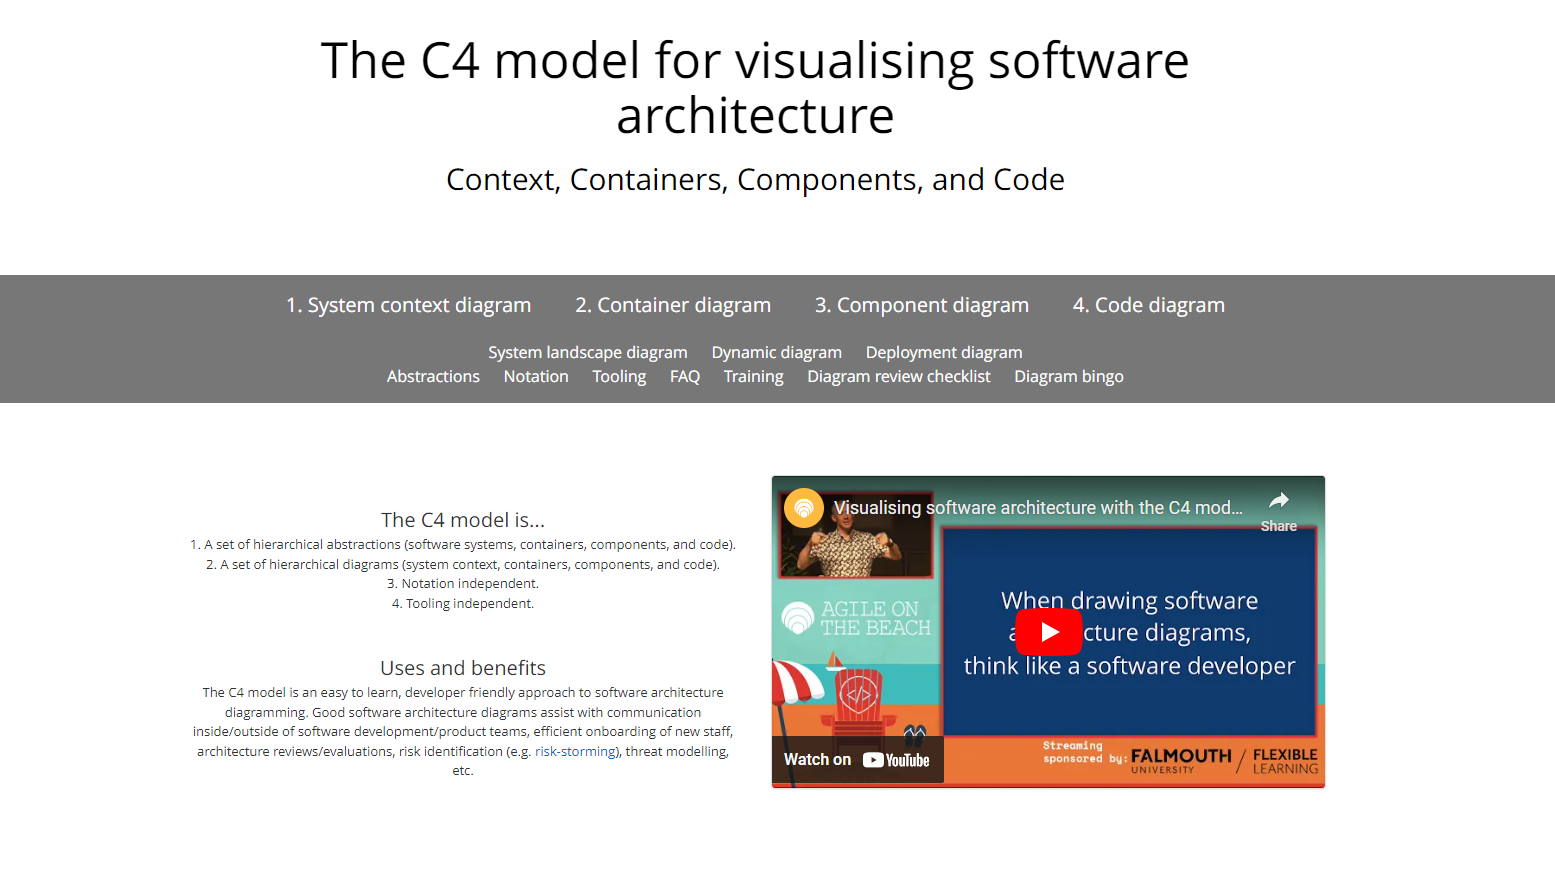 The C4 model for visualising software
architecture
Context, Containers, Components, and Code
1. System context diagram 2. Container diagram 3. Component diagram 4. Code diagram
System landscape diagram Dynamic diagram Deployment diagram
Abstractions Notation Tooling FAQ Training Diagram review checklist Diagram bingo
The C4 model is...
1. A set of hierarchical abstractions (software systems, containers, components, and code).
2. A set of hierarchical diagrams (system context, containers, components, and code).
3. Notation independent.
4. Tooling independent.
Uses and benefits
The C4 model is an easy to learn, developer friendly approach to software architecture
diagramming. Good software architecture diagrams assist with communication
inside/outside of software development/product teams, efficient onboarding of new staff,
architecture reviews/evaluations, risk identification (e.g. risk-storming), threat modelling,
etc.
Visualising software architecture with the C4 mod...
Share
AGILE ON
THE BEACH
When drawing software
cture diagrams,
think like a software developer
Watch on YouTube
Streaming
sponsored by:
FALMOUTH
UNIVERSITY
/ FLEXIBLE
LEARNING